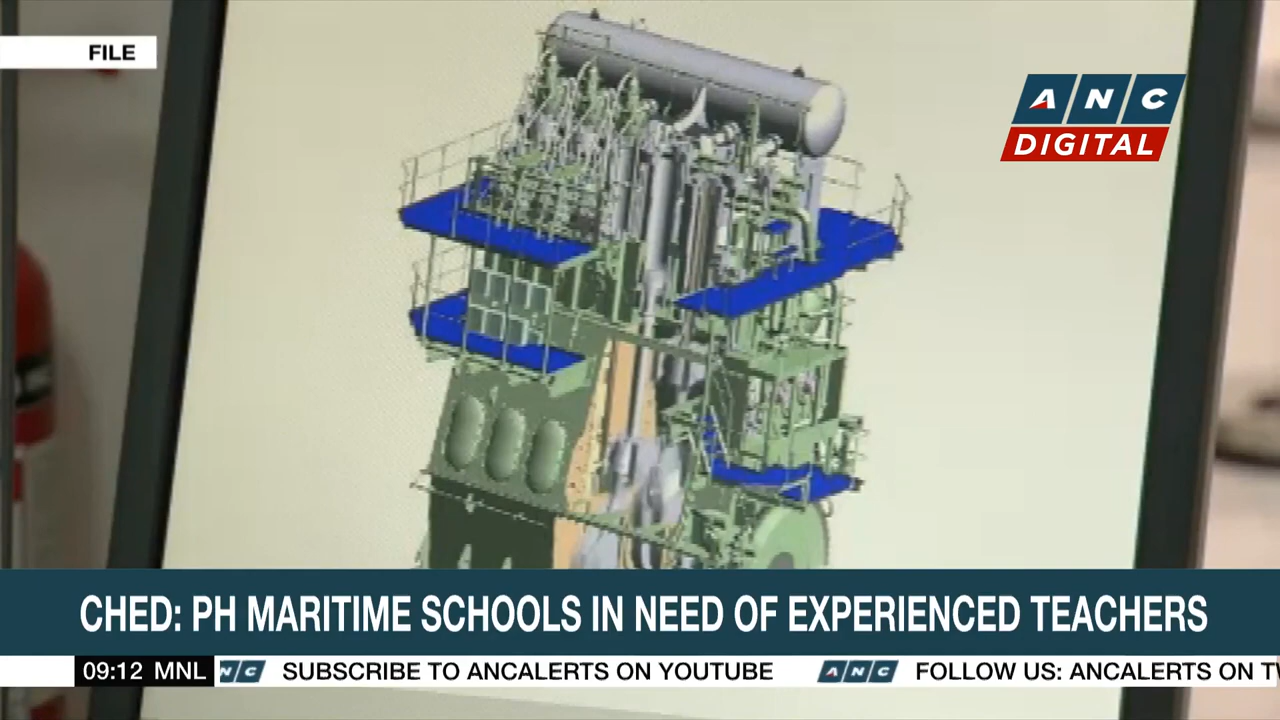 FILE
ANC
DIGITAL
CHED: PH MARITIME SCHOOLS IN NEED OF EXPERIENCED TEACHERS
09:12 MNL NC SUBSCRIBE TO ANCALERTS ON YOUTUBE ANC FOLLOW US: ANCALERTS ON